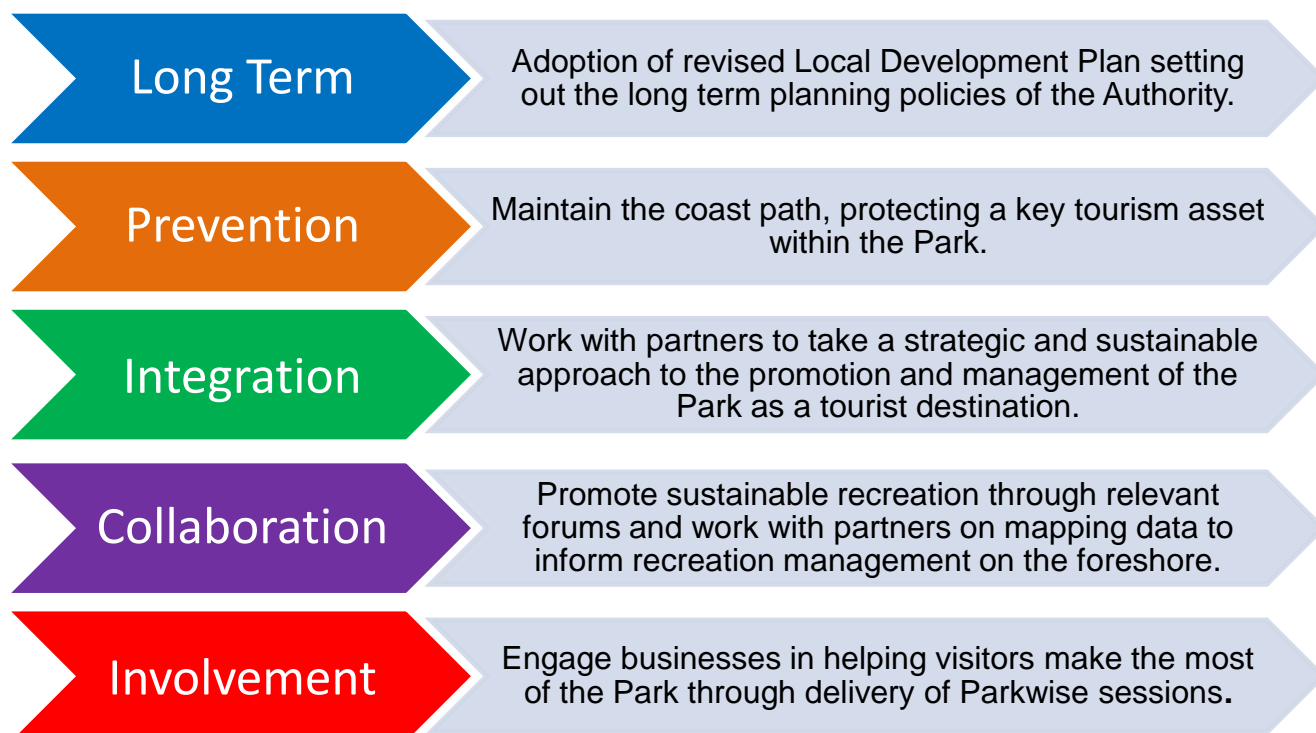 Long Term
Adoption of revised Local Development Plan setting
out the long term planning policies of the Authority.
Prevention
Maintain the coast path, protecting a key tourism asset
within the Park.
Integration
Work with partners to take a strategic and sustainable
approach to the promotion and management of the
Park as a tourist destination.
Collaboration
Promote sustainable recreation through relevant
forums and work with partners on mapping data to
inform recreation management on the foreshore.
Involvement
Engage businesses in helping visitors make the most
of the Park through delivery of Parkwise sessions.